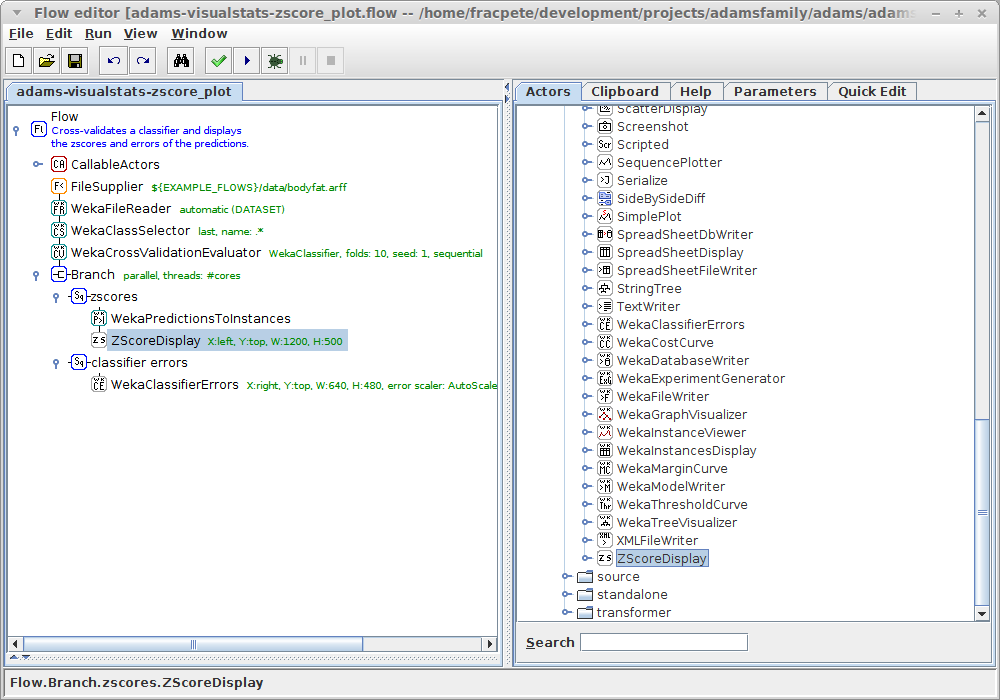 Flow editor [adams-visualstats-zscore_plot.flow -- /home/fracpete/development/projects/adamsfamily/adams/adams
File Edit Run View Window
adams-visualstats-zscore_plot
Flow
Cross-validates a classifier and displays
the zscores and errors of the predictions.
CallableActors
FileSupplier ${EXAMPLE_FLOWS}/data/bodyfat.arff
WekaFileReader automatic (DATASET)
WekaClassSelector last, name: .*
WekaCrossValidationEvaluator WekaClassifier, folds: 10, seed: 1, sequential
Branch parallel, threads: #cores
zscores
WekaPredictionsToInstances
ZScoreDisplay X:left, Y:top, W:1200, H:500
classifier errors
WekaClassifierErrors X:right, Y:top, W:640, H:480, error scaler: AutoScale
Actors Clipboard Help Parameters Quick Edit
ScatterDisplay
Screenshot
Scripted
SequencePlotter
Serialize
SideBySideDiff
SimplePlot
SpreadSheetDbWriter
SpreadSheetDisplay
SpreadSheetFileWriter
StringTree
TextWriter
WekaClassifierErrors
WekaCostCurve
WekaDatabaseWriter
WekaExperimentGenerator
WekaFileWriter
WekaGraphVisualizer
WekaInstanceViewer
WekaInstancesDisplay
WekaMarginCurve
WekaModelWriter
WekaThresholdCurve
WekaTreeVisualizer
XMLFileWriter
ZScoreDisplay
source
standalone
transformer
Search
Flow.Branch.zscores.ZScoreDisplay